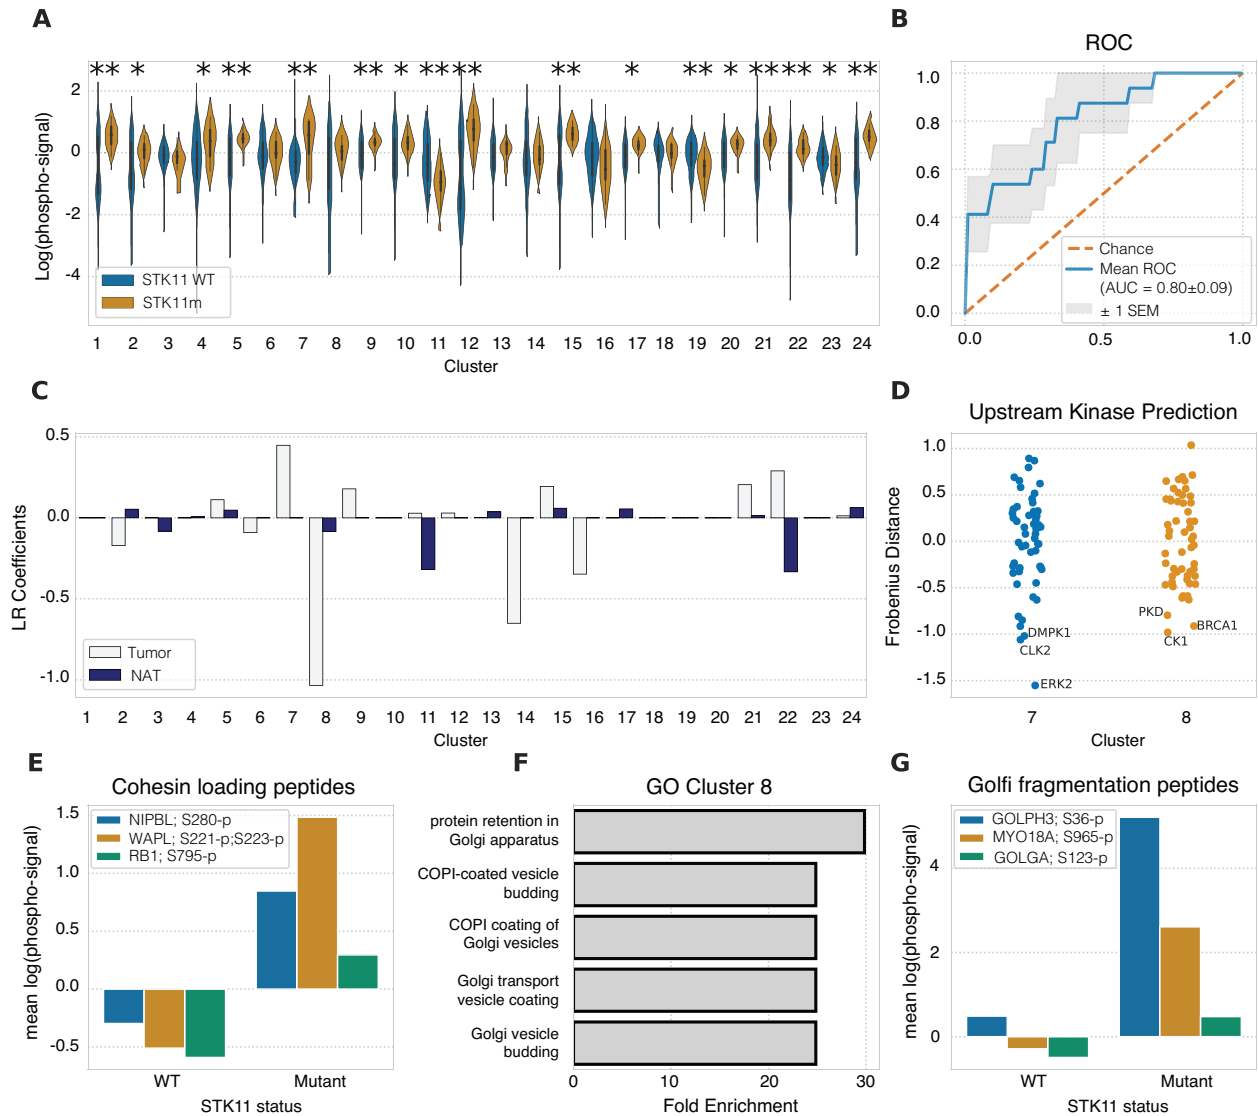 A
** * * ** ** ** * ** ** ** * ** * ** ** * **
2
0
-2
-4
Log(phospho-signal)
STK11 WT
STK11m
1 2 3 4 5 6 7 8 9 10 11 12 13 14 15 16 17 18 19 20 21 22 23 24
Cluster
B
ROC
1.0
0.8
0.6
0.4
0.2
0.0
Chance
Mean ROC
(AUC = 0.80±0.09)
± 1 SEM
0.0 0.5 1.0
C
0.5
0.0
-0.5
-1.0
LR Coefficients
Tumor
NAT
1 2 3 4 5 6 7 8 9 10 11 12 13 14 15 16 17 18 19 20 21 22 23 24
Cluster
D
Upstream Kinase Prediction
1.0
0.5
0.0
-0.5
-1.0
-1.5
Frobenius Distance
PKD
BRCA1
DMPK1
CK1
CLK2
ERK2
7 8
Cluster
E
Cohesin loading peptides
1.5
1.0
0.5
0.0
-0.5
mean log(phospho-signal)
NIPBL; S280-p
WAPL; S221-p;S223-p
RB1; S795-p
WT Mutant
STK11 status
F
GO Cluster 8
protein retention in
Golgi apparatus
COPI-coated vesicle
budding
COPI coating of
Golgi vesicles
Golgi transport
vesicle coating
Golgi vesicle
budding
0 10 20 30
Fold Enrichment
G
Golfi fragmentation peptides
4
2
0
mean log(phospho-signal)
GOLPH3; S36-p
MYO18A; S965-p
GOLGA; S123-p
WT Mutant
STK11 status